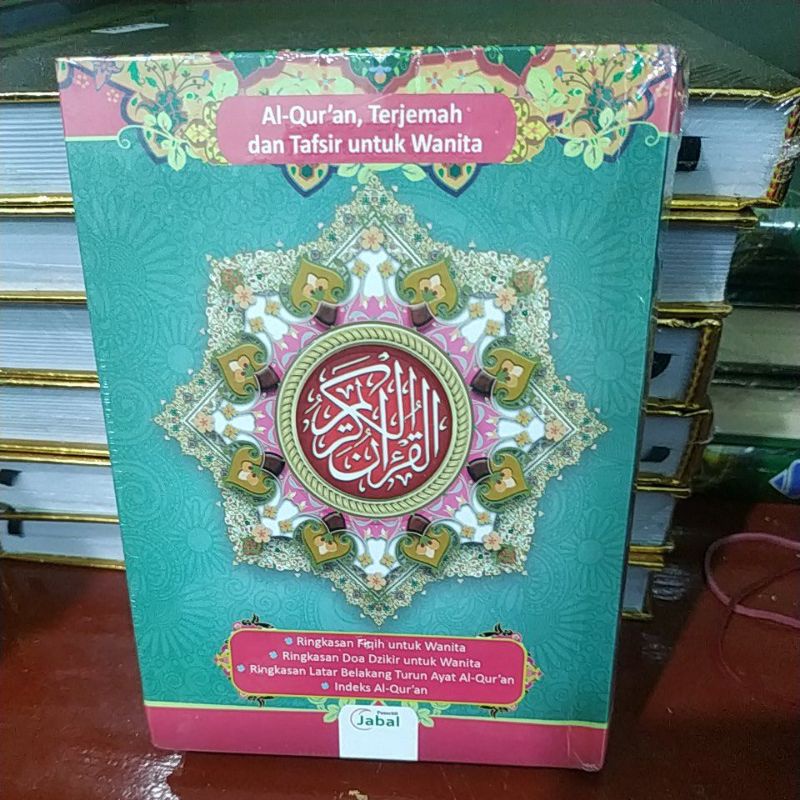 Al-Qur'an, Terjemah
dan Tafsir untuk Wanita
القرآن الكريم
Ringkasan Fiqih untuk Wanita
Ringkasan Doa Dzikir untuk Wanita
Ringkasan Latar Belakang Turun Ayat Al-Qur'an
Indeks Al-Qur'an
Penerbit
Jabal